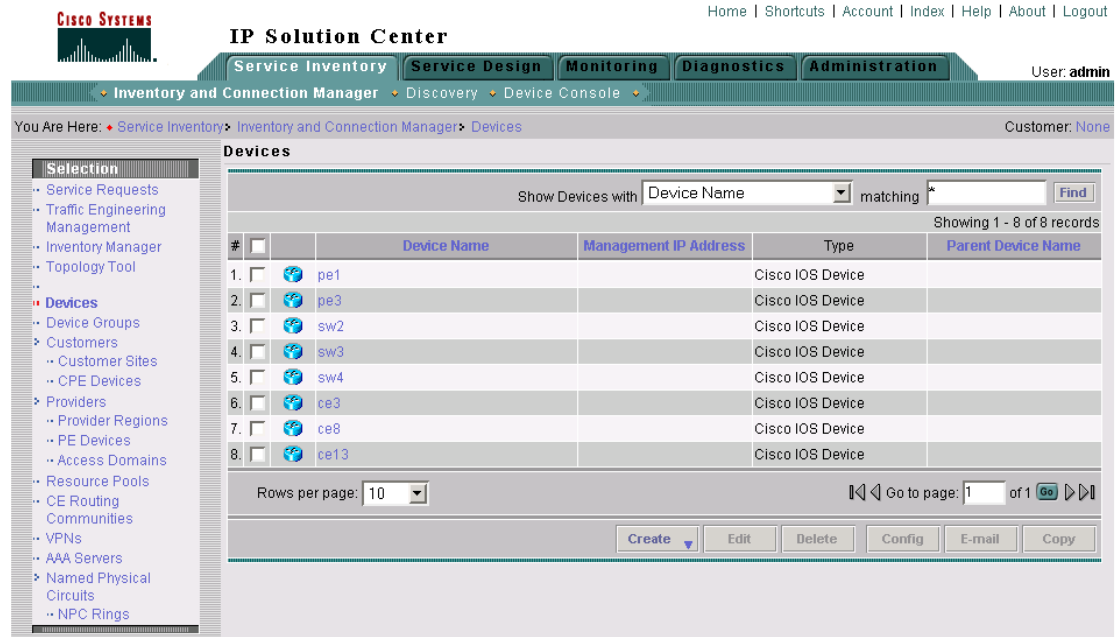 Home | Shortcuts | Account | Index | Help | About | Logout
CISCO SYSTEMS
IP Solution Center
Service Inventory Service Design Monitoring Diagnostics Administration
User: admin
Inventory and Connection Manager Discovery Device Console
You Are Here: Service Inventory Inventory and Connection Manager Devices Customer: None
Devices
Selection
Service Requests
Traffic Engineering
Management
Inventory Manager
Topology Tool
Devices
Device Groups
Customers
Customer Sites
CPE Devices
Providers
Provider Regions
PE Devices
Access Domains
Resource Pools
CE Routing
Communities
VPNs
AAA Servers
Named Physical
Circuits
NPC Rings
Show Devices with Device Name matching * Find
Showing 1 - 8 of 8 records
# Device Name Management IP Address Type Parent Device Name
1. pe1 Cisco IOS Device
2. pe3 Cisco IOS Device
3. sw2 Cisco IOS Device
4. sw3 Cisco IOS Device
5. sw4 Cisco IOS Device
6. ce3 Cisco IOS Device
7. ce8 Cisco IOS Device
8. ce13 Cisco IOS Device
Rows per page: 10 Go to page: 1 of 1 Go
Create Edit Delete Config E-mail Copy